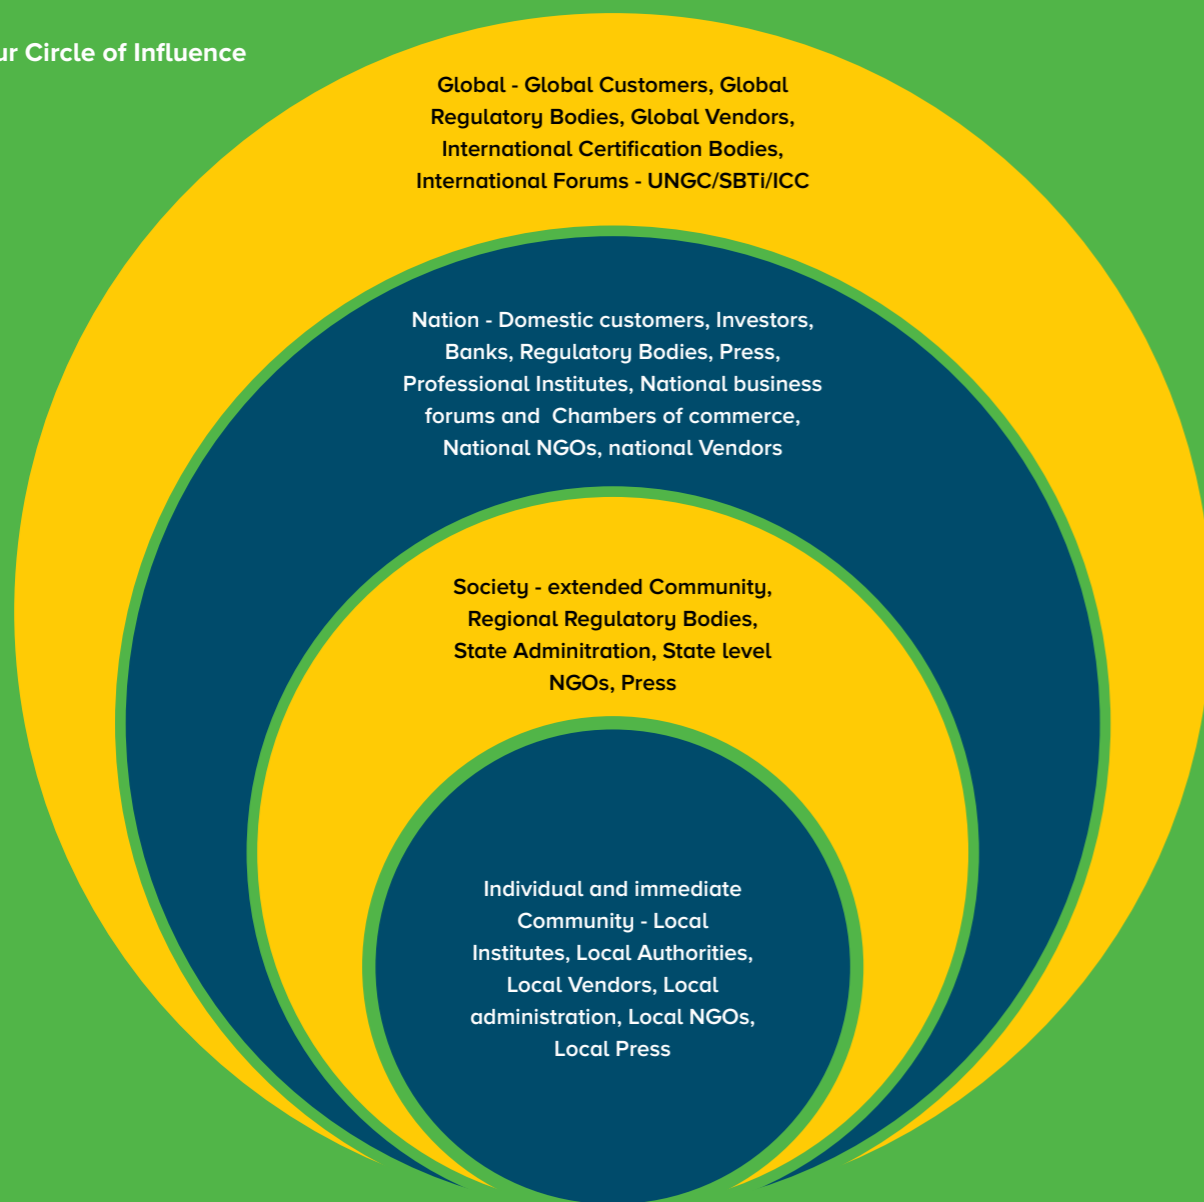 ur Circle of Influence
Global - Global Customers, Global
Regulatory Bodies, Global Vendors,
International Certification Bodies,
International Forums - UNGC/SBTi/ICC
Nation - Domestic customers, Investors,
Banks, Regulatory Bodies, Press,
Professional Institutes, National business
forums and  Chambers of commerce,
National NGOs, national Vendors
Society - extended Community,
Regional Regulatory Bodies,
State Adminitration, State level
NGOs, Press
Individual and immediate
Community - Local
Institutes, Local Authorities,
Local Vendors, Local
administration, Local NGOs,
Local Press